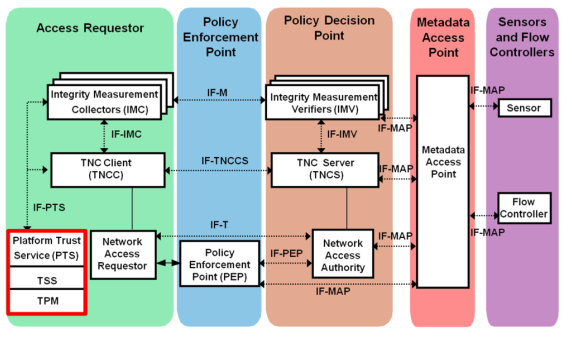 Access Requestor
Policy
Enforcement
Point
Policy Decision
Point
Metadata
Access
Point
Sensors
and Flow
Controllers
Integrity Measurement
Collectors (IMC)
IF-M
Integrity Measurement
Verifiers (IMV)
IF-MAP
Sensor
IF-IMC
IF-IMV
IF-MAP
TNC Client
(TNCC)
IF-TNCCS
TNC Server
(TNCS)
IF-MAP
Metadata
Access
Point
IF-PTS
Flow
Controller
IF-T
IF-MAP
IF-MAP
Platform Trust
Service (PTS)
TSS
TPM
Network
Access
Requestor
Policy
Enforcement
Point (PEP)
IF-PEP
Network
Access
Authority
IF-MAP